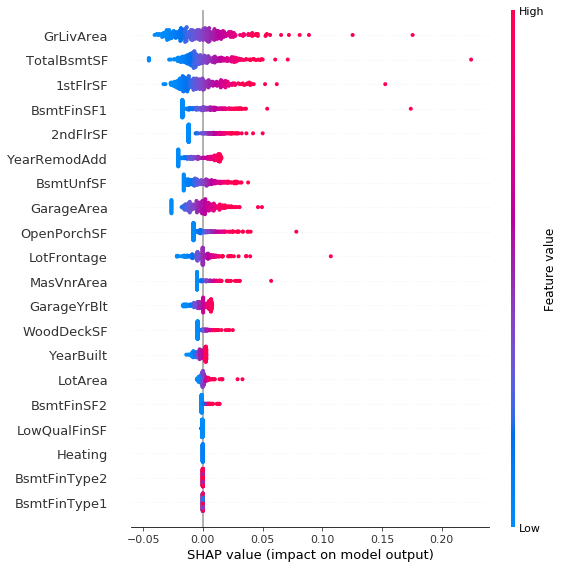 High
GrLivArea
TotalBsmtSF
1stFlrSF
BsmtFinSF1
2ndFlrSF
YearRemodAdd
BsmtUnfSF
GarageArea
OpenPorchSF
LotFrontage
MasVnrArea
GarageYrBlt
WoodDeckSF
YearBuilt
LotArea
BsmtFinSF2
LowQualFinSF
Heating
BsmtFinType2
BsmtFinType1
Feature value
Low
−0.05 0.00 0.05 0.10 0.15 0.20
SHAP value (impact on model output)